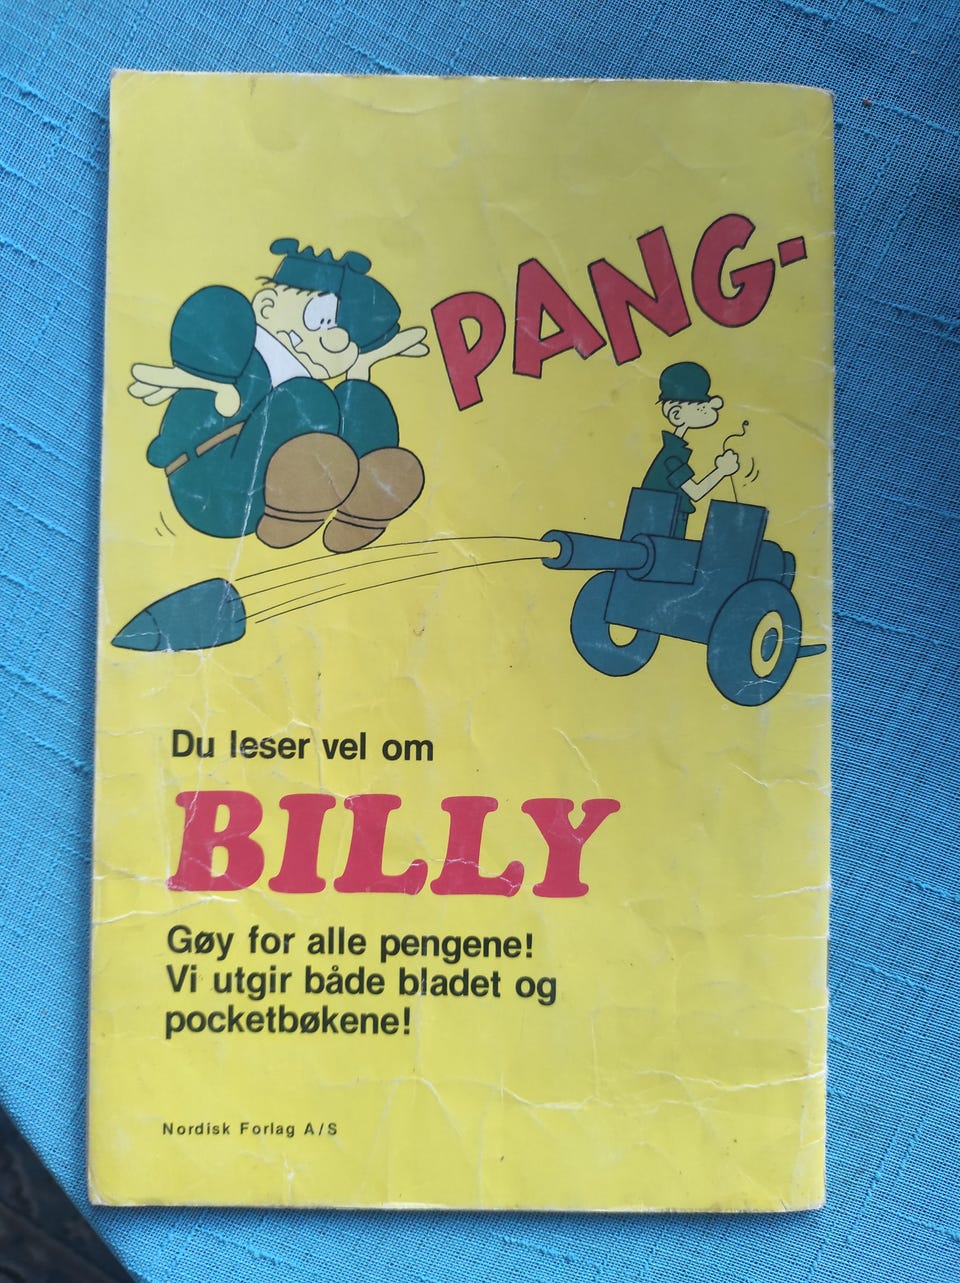 PANG-
Du leser vel om
BILLY
Gøy for alle pengene!
Vi utgir både bladet og
pocketbøkene!
Nordisk Forlag A/S